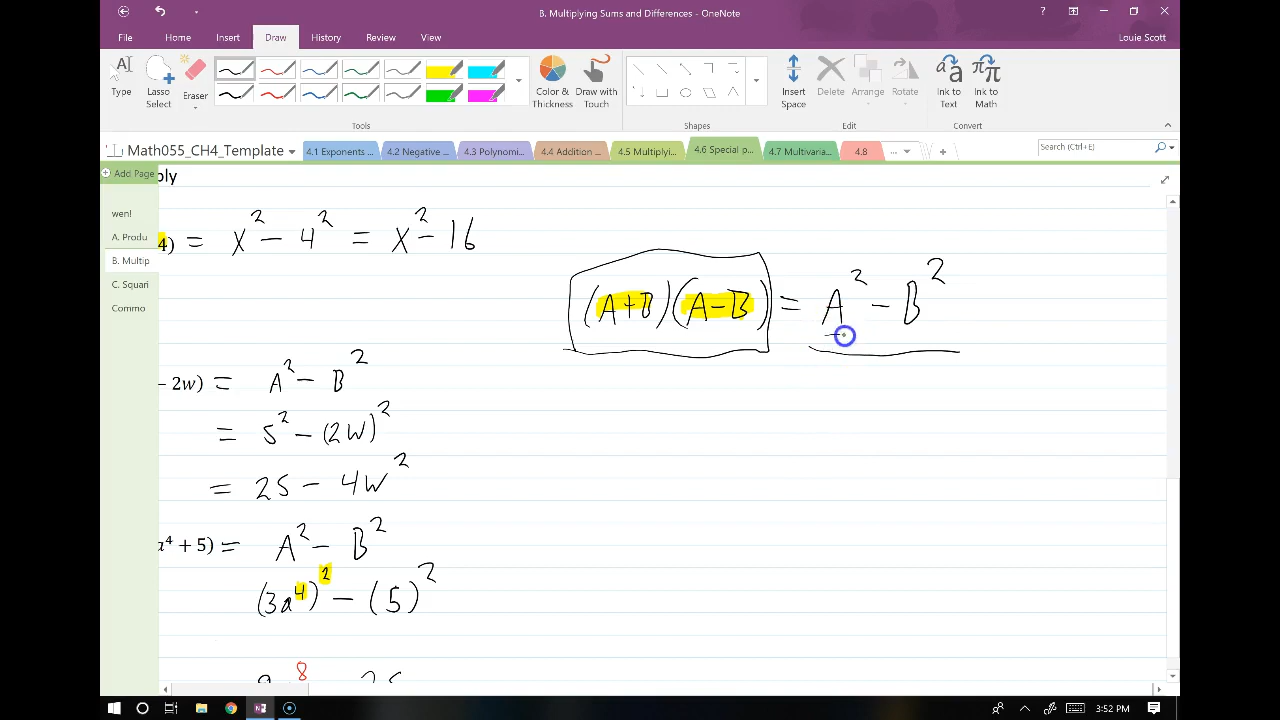 B. Multiplying Sums and Differences - OneNote
?
File Home Insert Draw History Review View Louie Scott
Type Lasso Select Eraser Color & Thickness Draw with Touch Insert Space Delete Arrange Rotate Ink to Text Ink to Math
Tools Shapes Edit Convert
Math055_CH4_Template 4.1 Exponents ... 4.2 Negative ... 4.3 Polynomi... 4.4 Addition ... 4.5 Multiplyi... 4.6 Special p... 4.7 Multivaria... 4.8 ... + Search (Ctrl+E)
Add Page
ply
wen!
A. Produ
B. Multip
C. Squari
Commo
4) = x² − 4² = x² − 16
(A+B)(A−B) = A² − B²
− 2w) = A² − B²
= 5² − (2w)²
= 25 − 4w²
a⁴ + 5) = A² − B²
(3a⁴)² − (5)²
8
3:52 PM